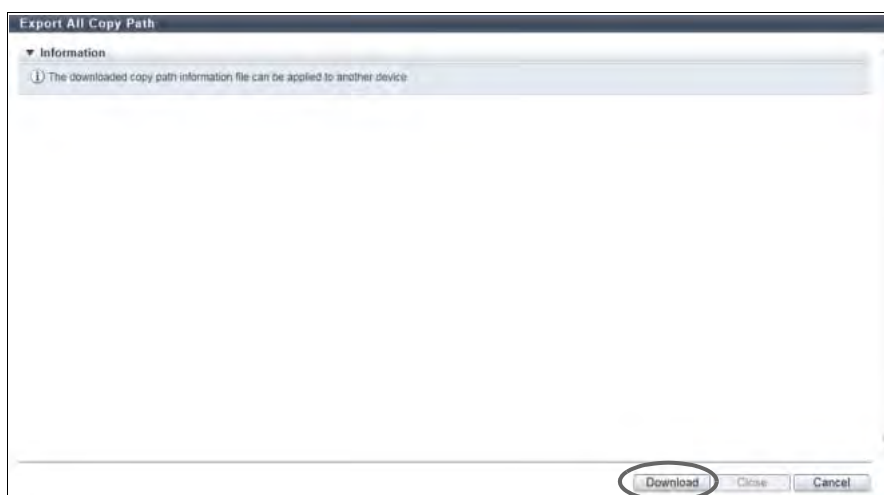 Export All Copy Path
▼ Information
The downloaded copy path information file can be applied to another device
Download
Close
Cancel